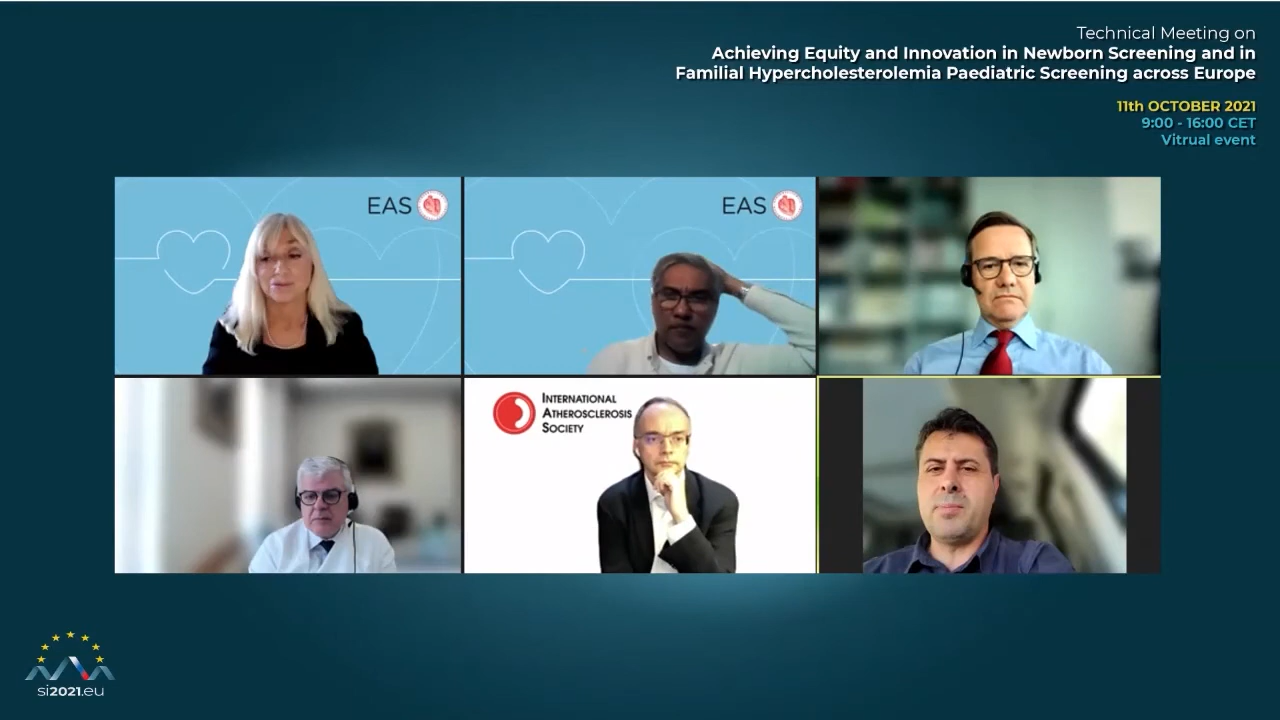 Technical Meeting on
Achieving Equity and Innovation in Newborn Screening and in
Familial Hypercholesterolemia Paediatric Screening across Europe
11th OCTOBER 2021
9:00 - 16:00 CET
Vitrual event
EAS
EAS
INTERNATIONAL
ATHEROSCLEROSIS
SOCIETY
si2021.eu